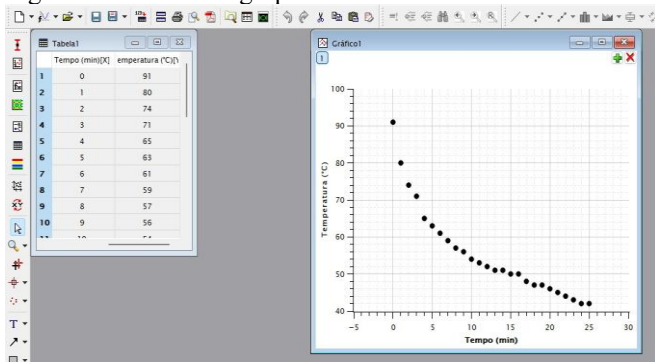 Tabela1
Tempo (min)[X] emperatura (°C)[Y
1 0 91
2 1 80
3 2 74
4 3 71
5 4 65
6 5 63
7 6 61
8 7 59
9 8 57
10 9 56
Gráfico1
1
100
90
80
70
60
50
40
Temperatura (°C)
-5 0 5 10 15 20 25 30
Tempo (min)